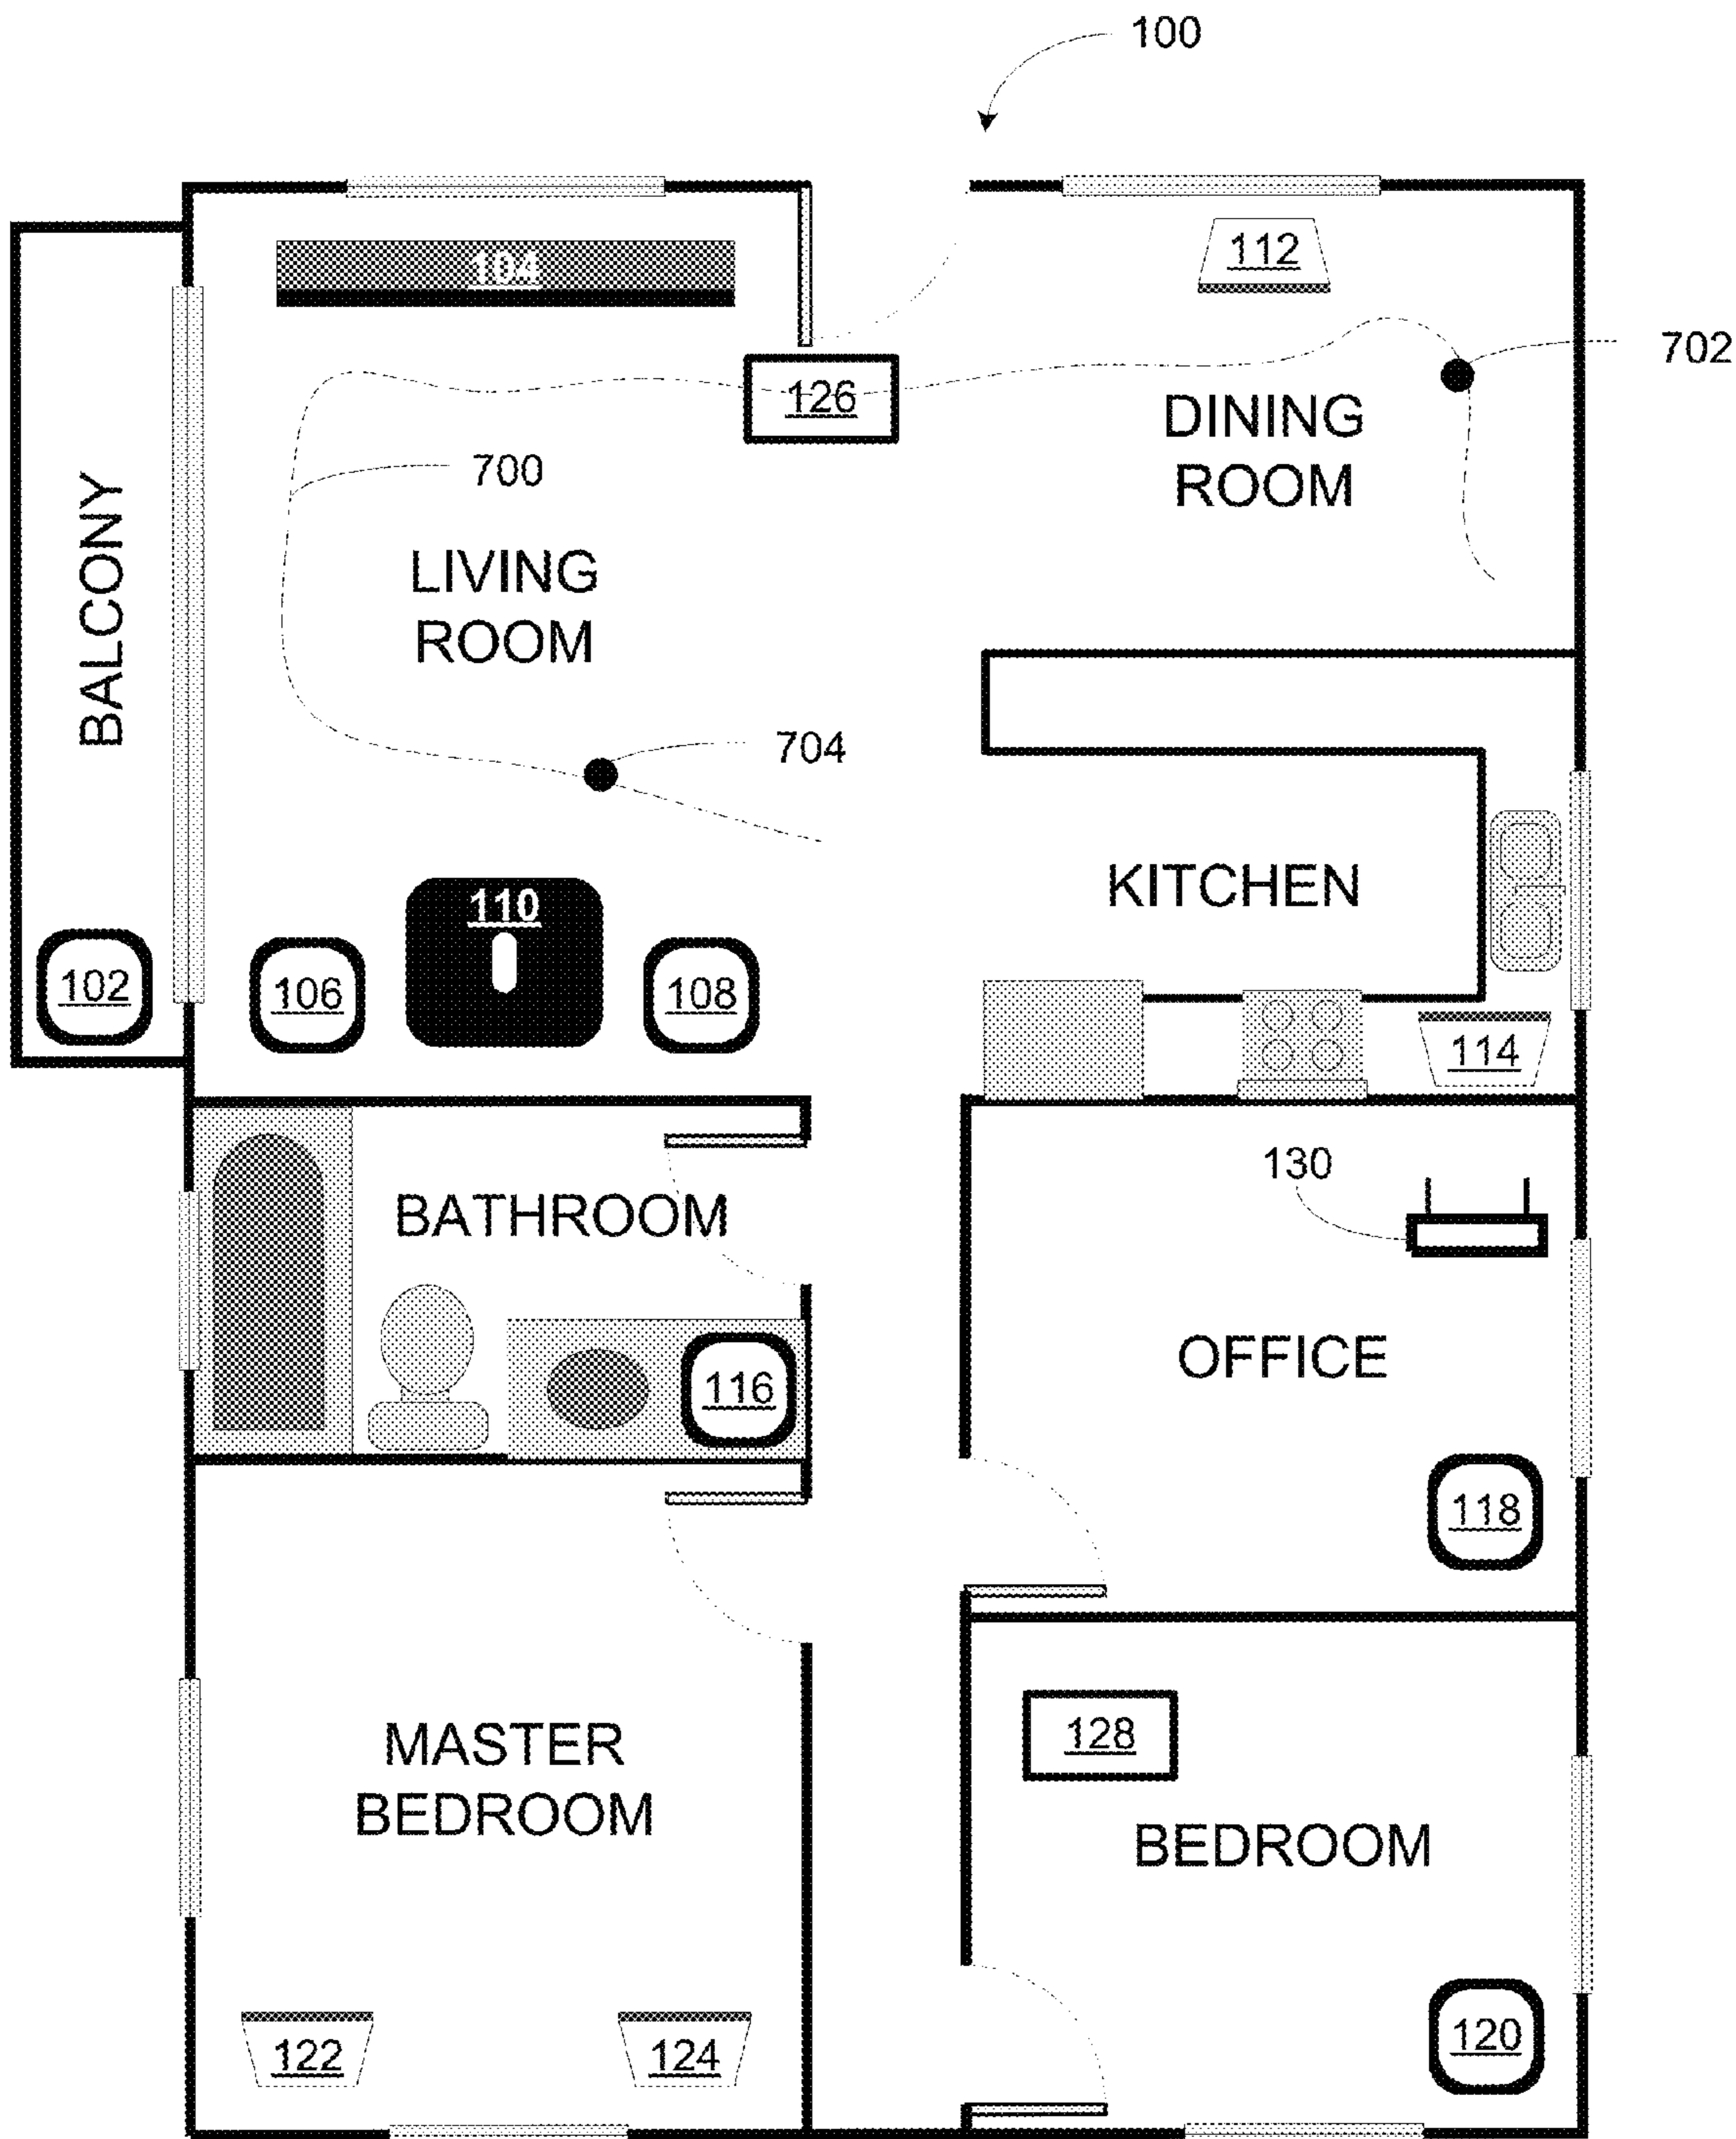 100
104
112
702
126
DINING
ROOM
700
BALCONY
LIVING
ROOM
704
KITCHEN
110
102
106
108
114
130
BATHROOM
OFFICE
116
118
MASTER
BEDROOM
128
BEDROOM
122
124
120